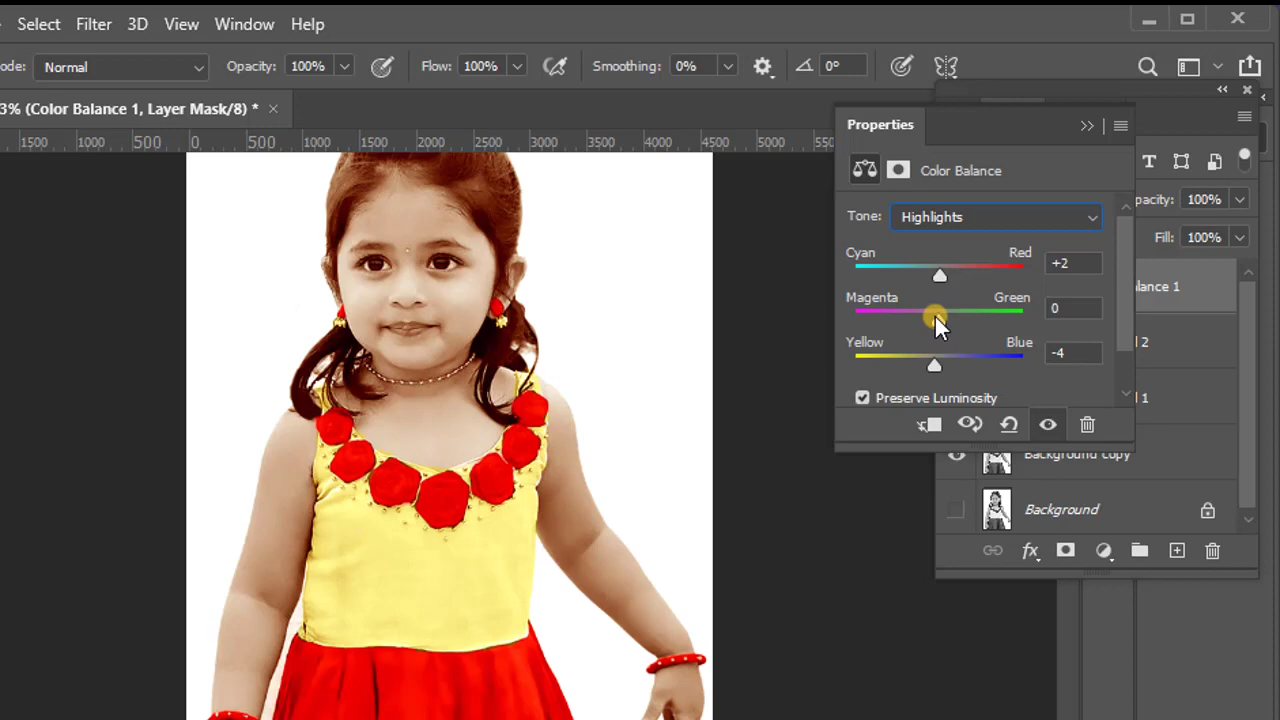 Select Filter 3D View Window Help
ode: Normal Opacity: 100% Flow: 100% Smoothing: 0% 0°
3% (Color Balance 1, Layer Mask/8) * ×
1500 1000 500 0 500 1000 1500 2000 2500 3000 3500 4000 4500 5000 55
Properties
Color Balance
Tone: Highlights
Cyan Red +2
Magenta Green 0
Yellow Blue -4
Preserve Luminosity
T
pacity: 100%
Fill: 100%
lance 1
l 2
l 1
Background copy
Background
fx